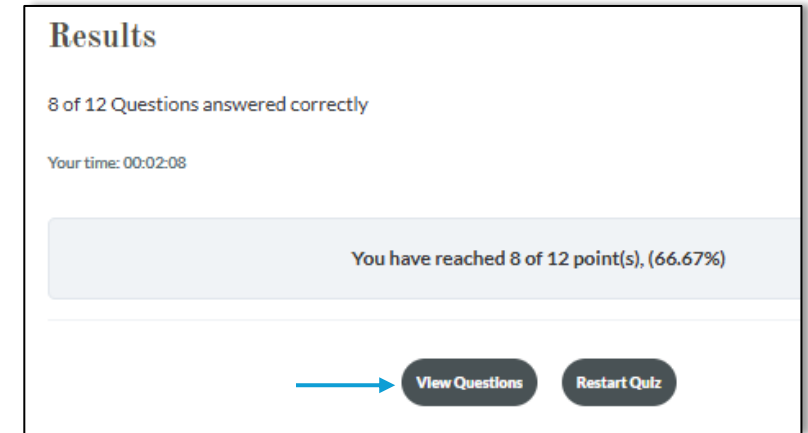 Results
8 of 12 Questions answered correctly
Your time: 00:02:08
You have reached 8 of 12 point(s), (66.67%)
View Questions
Restart Quiz